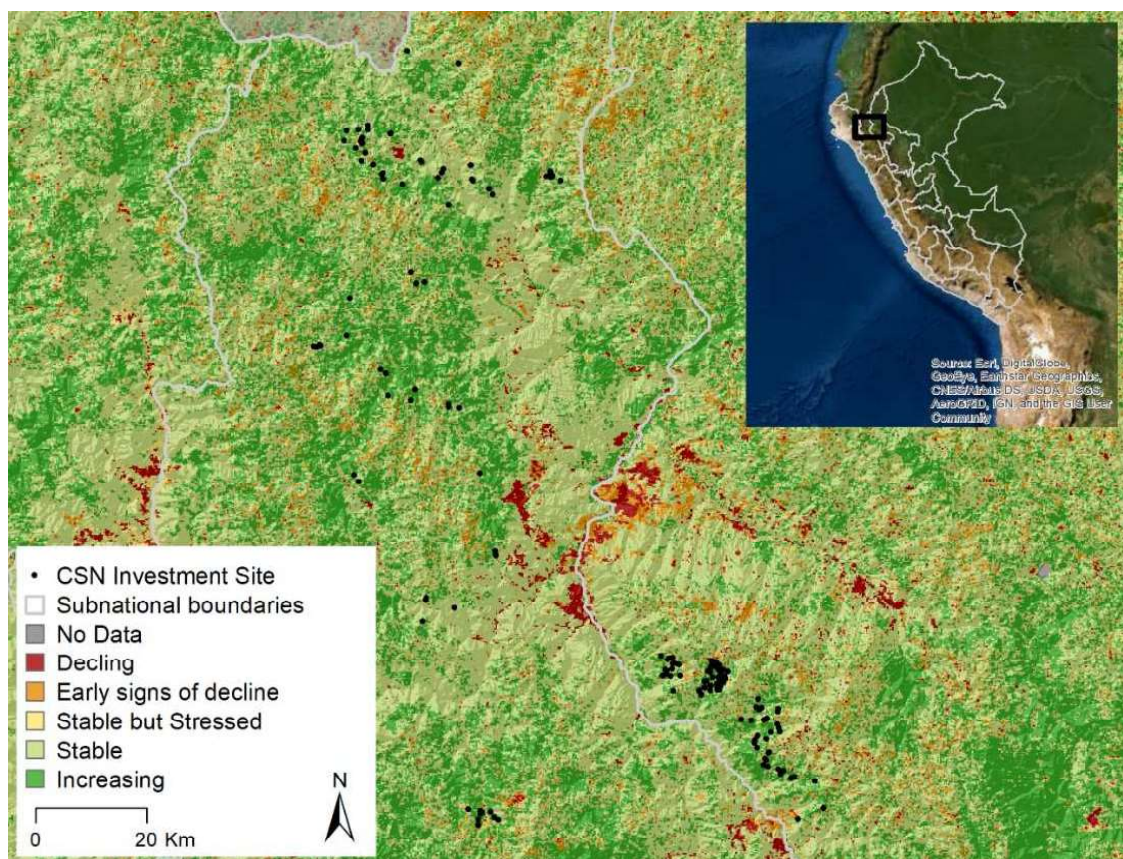 Source: Esri, DigitalGlobe,
GeoEye, Earthstar Geographics,
CNES/Airbus DS, USDA, USGS,
AeroGRID, IGN, and the GIS User
Community
CSN Investment Site
Subnational boundaries
No Data
Decling
Early signs of decline
Stable but Stressed
Stable
Increasing
N
0 20 Km